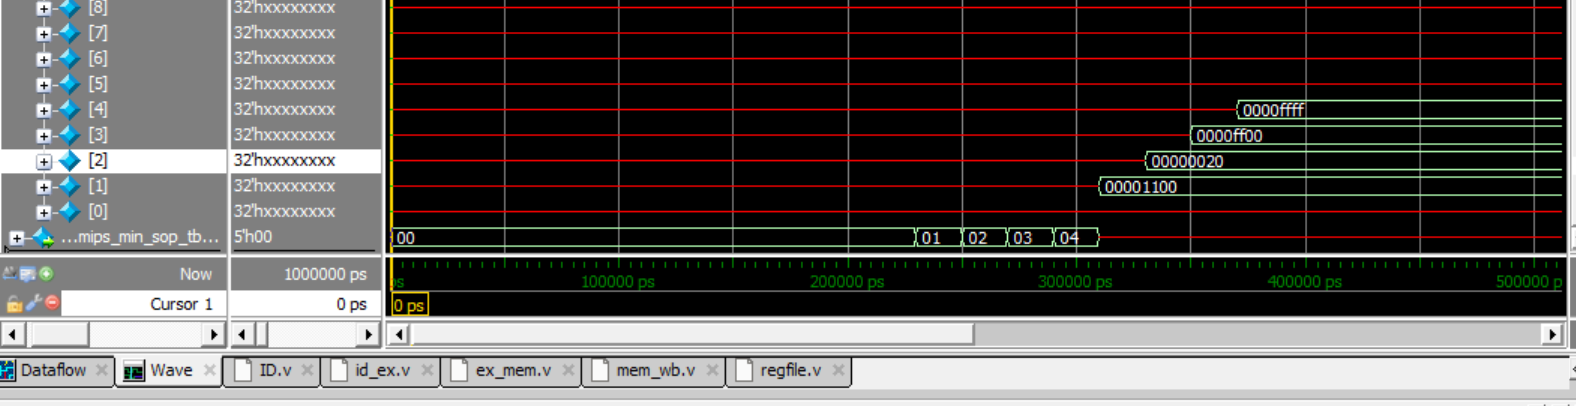 [8] 32'hxxxxxxxx
[7] 32'hxxxxxxxx
[6] 32'hxxxxxxxx
[5] 32'hxxxxxxxx
[4] 32'hxxxxxxxx 0000ffff
[3] 32'hxxxxxxxx 0000ff00
[2] 32'hxxxxxxxx 00000020
[1] 32'hxxxxxxxx 00001100
[0] 32'hxxxxxxxx
...mips_min_sop_tb... 5'h00 00 01 02 03 04
Now 1000000 ps ps 100000 ps 200000 ps 300000 ps 400000 ps 500000 p
Cursor 1 0 ps 0 ps
Dataflow Wave ID.v id_ex.v ex_mem.v mem_wb.v regfile.v